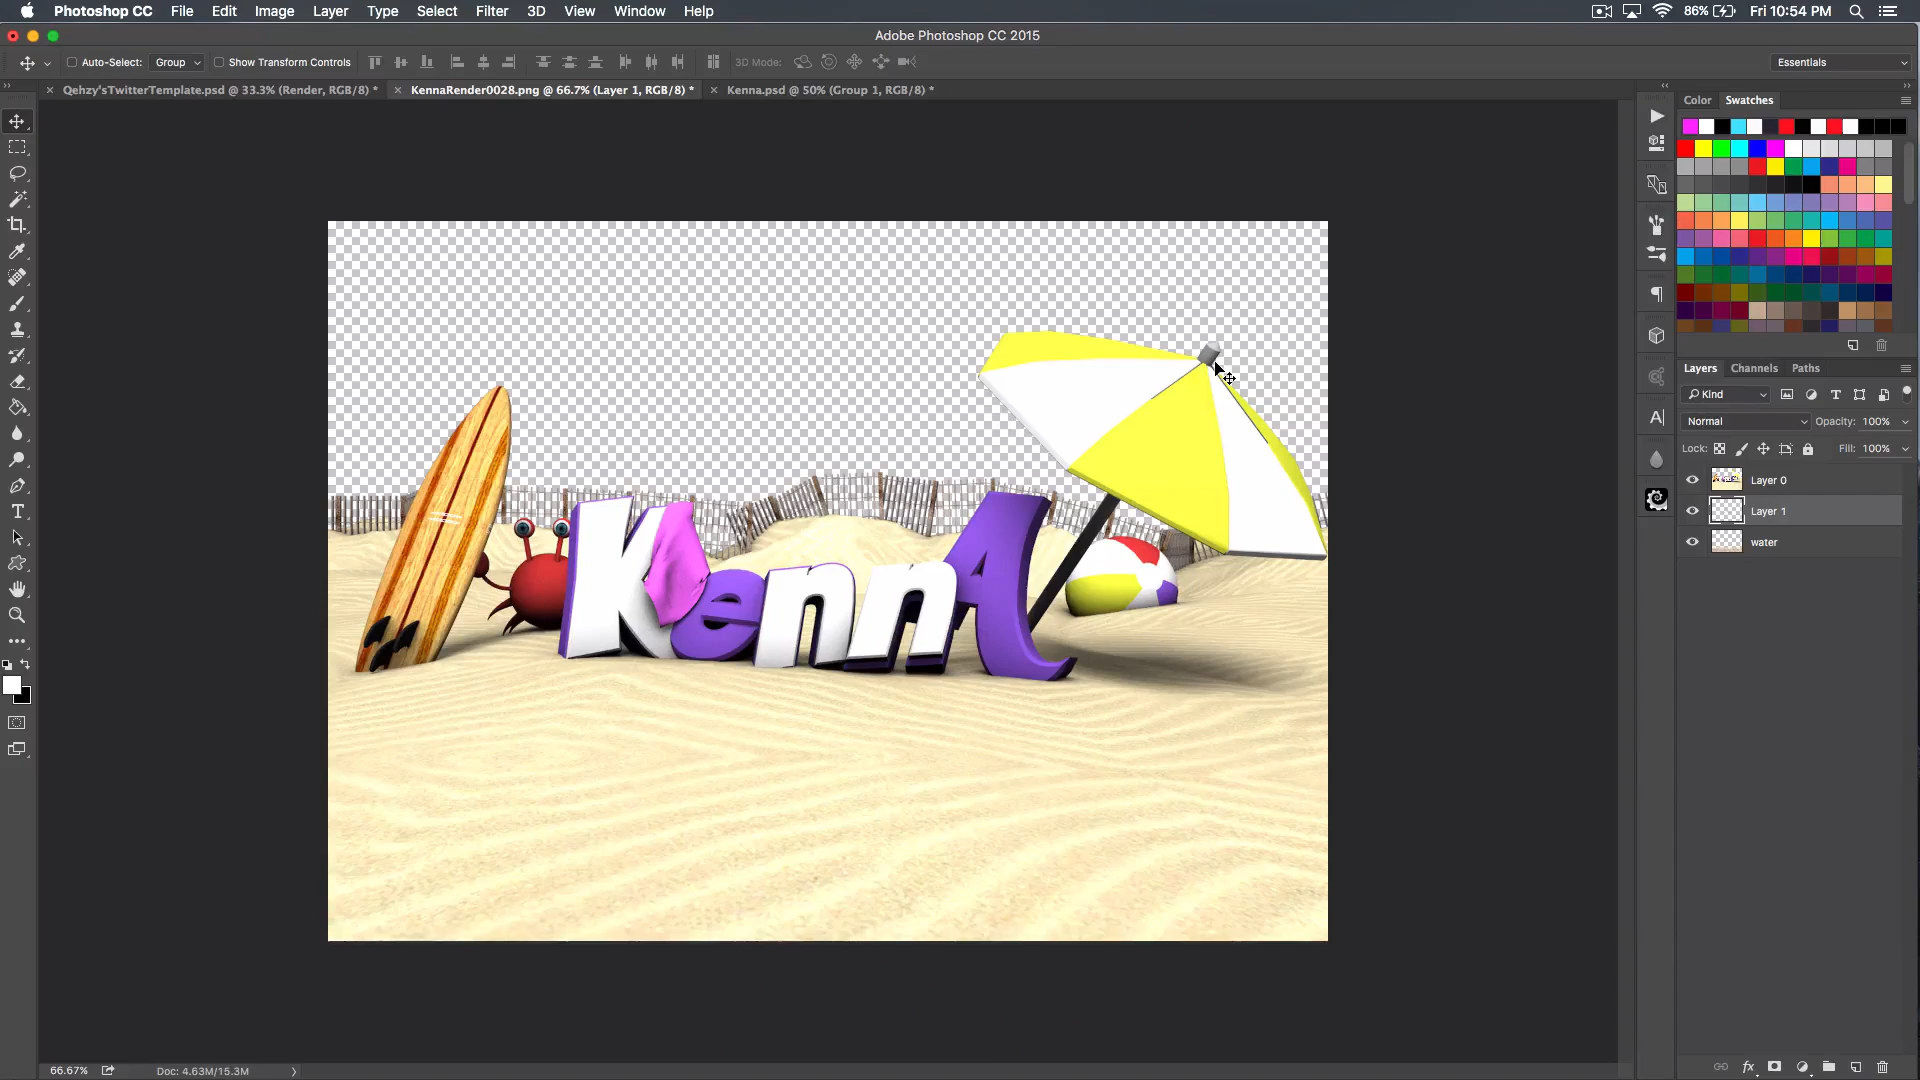 Photoshop CC File Edit Image Layer Type Select Filter 3D View Window Help 86% Fri 10:54 PM
Adobe Photoshop CC 2015
Auto-Select: Group Show Transform Controls 3D Mode: Essentials
Qehzy'sTwitterTemplate.psd @ 33.3% (Render, RGB/8) * KennaRender0028.png @ 66.7% (Layer 1, RGB/8) * Kenna.psd @ 50% (Group 1, RGB/8) *
Color Swatches
KennA
Layers Channels Paths
Kind
Normal Opacity: 100%
Lock: Fill: 100%
Layer 0
Layer 1
water
66.67% Doc: 4.63M/15.3M